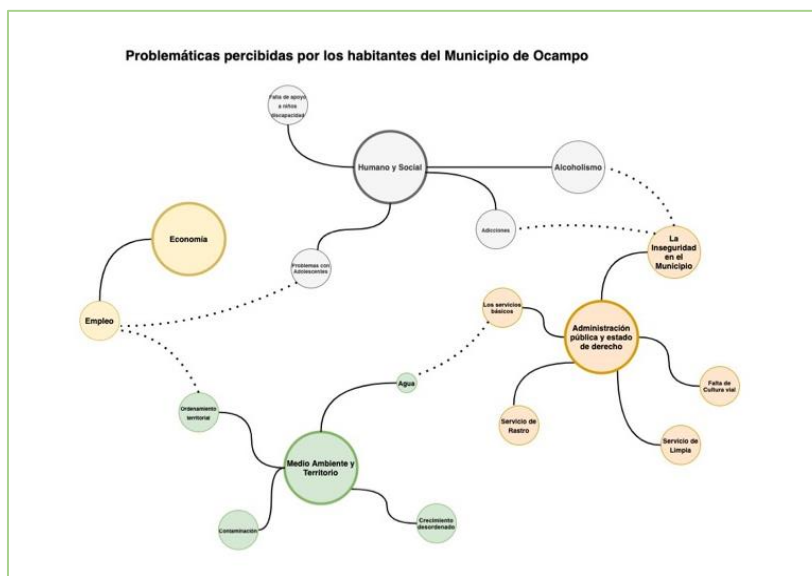 Problemáticas percibidas por los habitantes del Municipio de Ocampo
Falta de apoyo
a niños
discapacidad
Humano y Social
Alcoholismo
Adicciones
Economía
La
Inseguridad
en el
Municipio
Problemas con
Adolescentes
Empleo
Los servicios
básicos
Administración
pública y estado
de derecho
Agua
Falta de
Cultura vial
Ordenamiento
territorial
Servicio de
Rastro
Servicio de
Limpia
Medio Ambiente y
Territorio
Contaminación
Crecimiento
desordenado